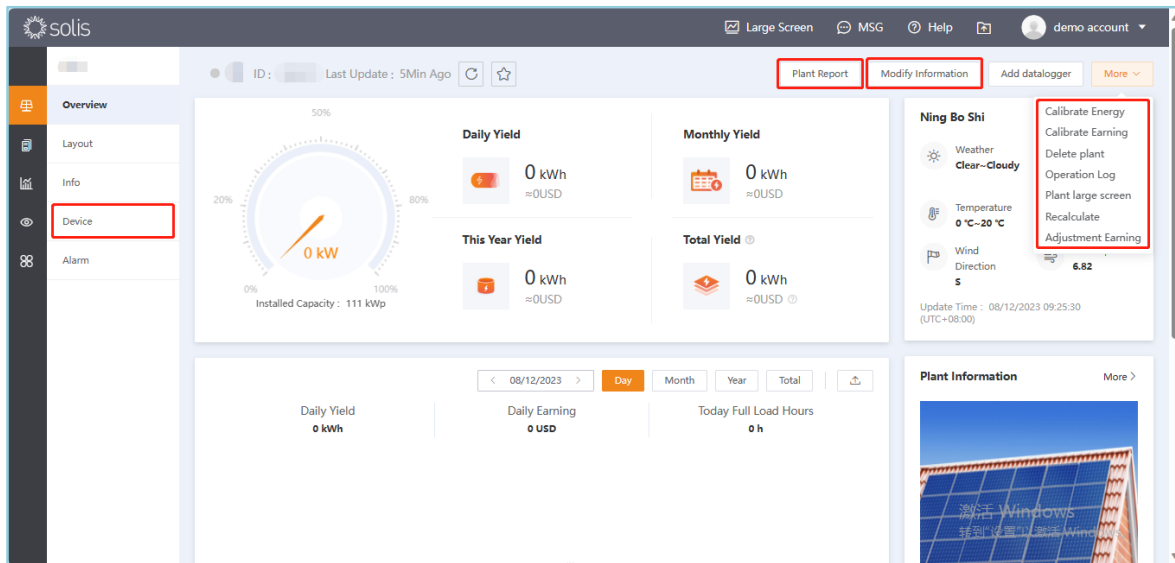 solis
Large Screen
MSG
Help
demo account
ID:
Last Update : 5Min Ago
Plant Report
Modify Information
Add datalogger
More
Overview
Layout
Info
Device
Alarm
50%
20%
80%
0 kW
0%
100%
Installed Capacity : 111 kWp
Daily Yield
0 kWh
≈0USD
Monthly Yield
0 kWh
≈0USD
This Year Yield
0 kWh
≈0USD
Total Yield
0 kWh
≈0USD
Ning Bo Shi
Weather
Clear~Cloudy
Temperature
0 ℃~20 ℃
Wind
Direction
S
6.82
Update Time : 08/12/2023 09:25:30
(UTC+08:00)
Calibrate Energy
Calibrate Earning
Delete plant
Operation Log
Plant large screen
Recalculate
Adjustment Earning
08/12/2023
Day
Month
Year
Total
Daily Yield
0 kWh
Daily Earning
0 USD
Today Full Load Hours
0 h
Plant Information
More
激活 Windows
转到"设置"以激活 Windows